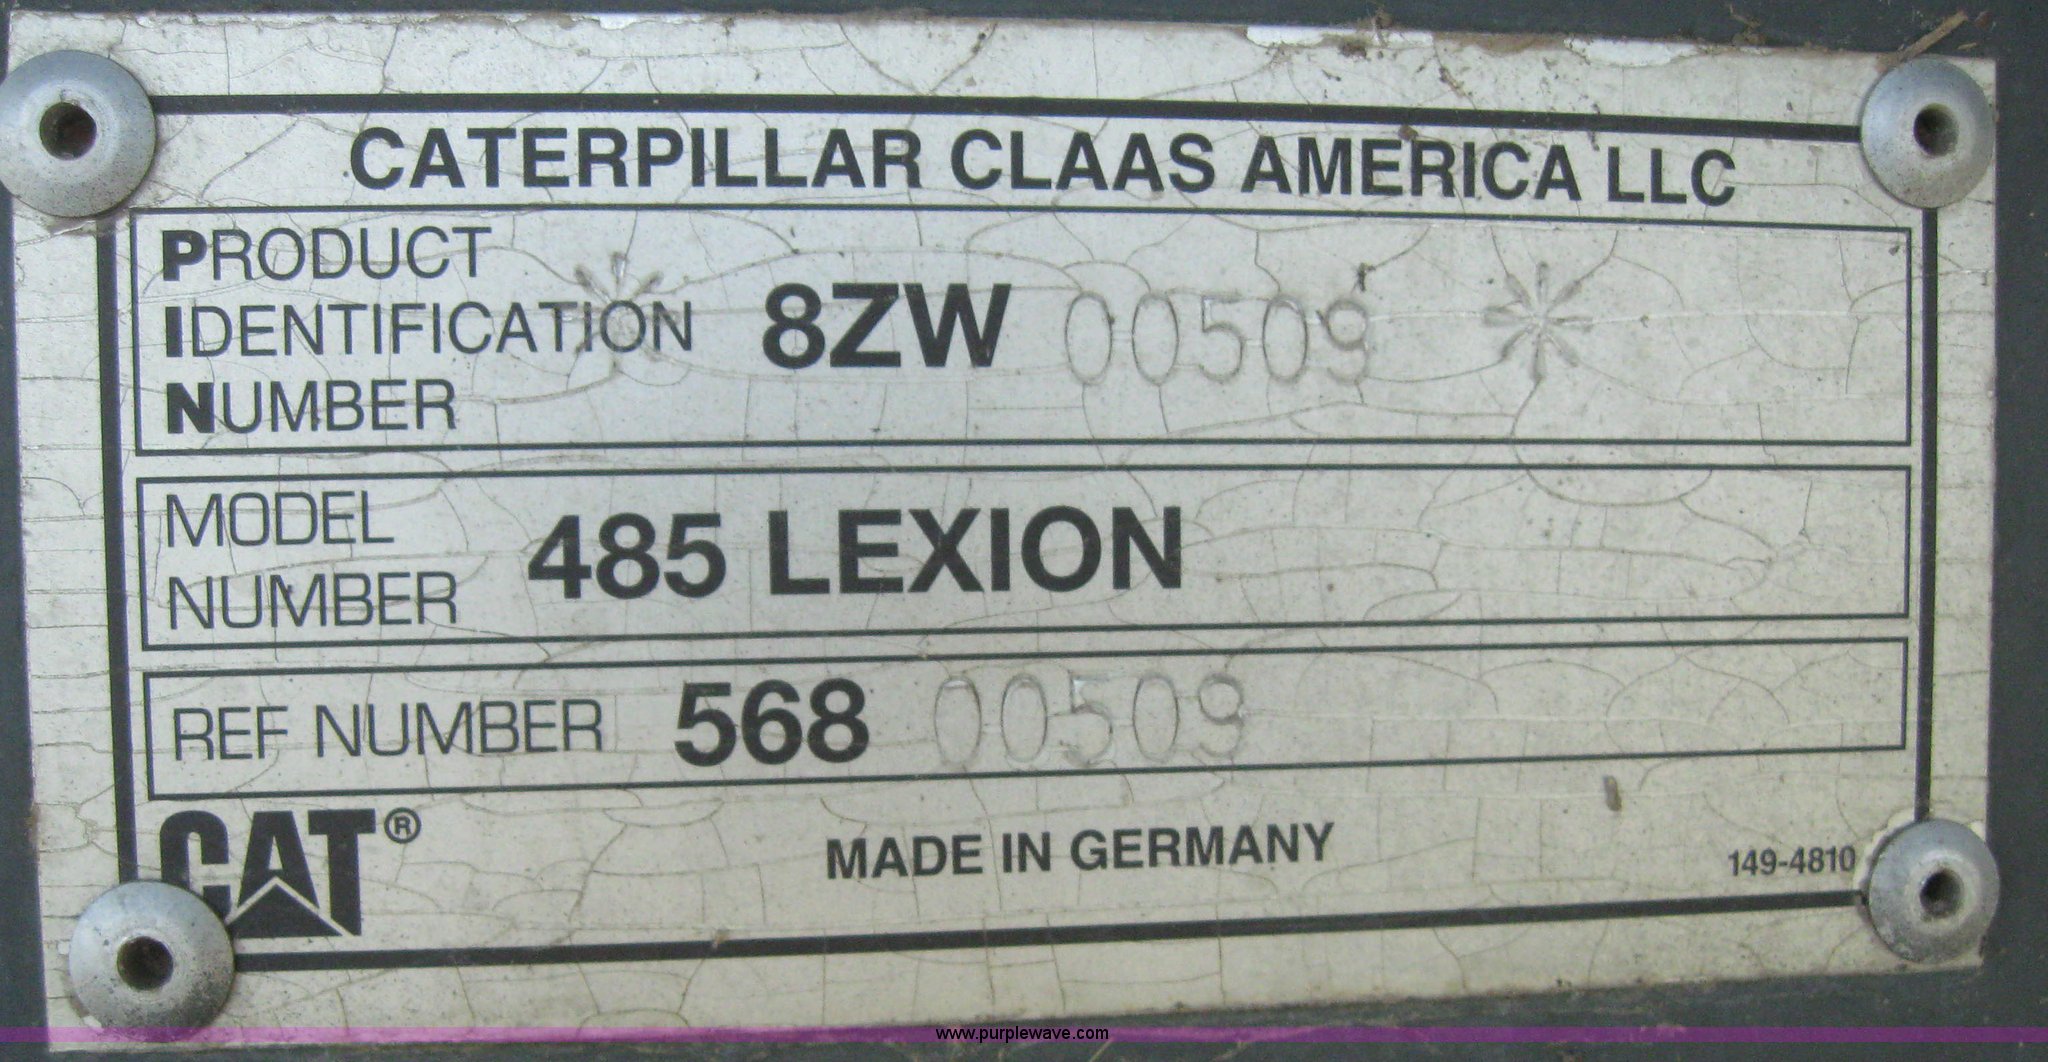 CATERPILLAR CLAAS AMERICA LLC
PRODUCT
IDENTIFICATION
NUMBER
* 8ZW 00509 *
MODEL
NUMBER
485 LEXION
REF NUMBER 568 00509
CAT®
MADE IN GERMANY
149-4810
www.purplewave.com